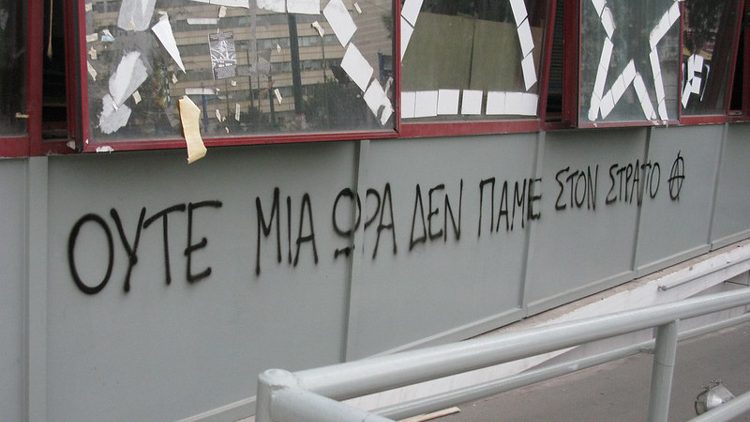 ΟΥΤΕ ΜΙΑ ΩΡΑ ΔΕΝ ΠΑΜΕ ΣΤΟΝ ΣΤΡΑΤΟ Ⓐ